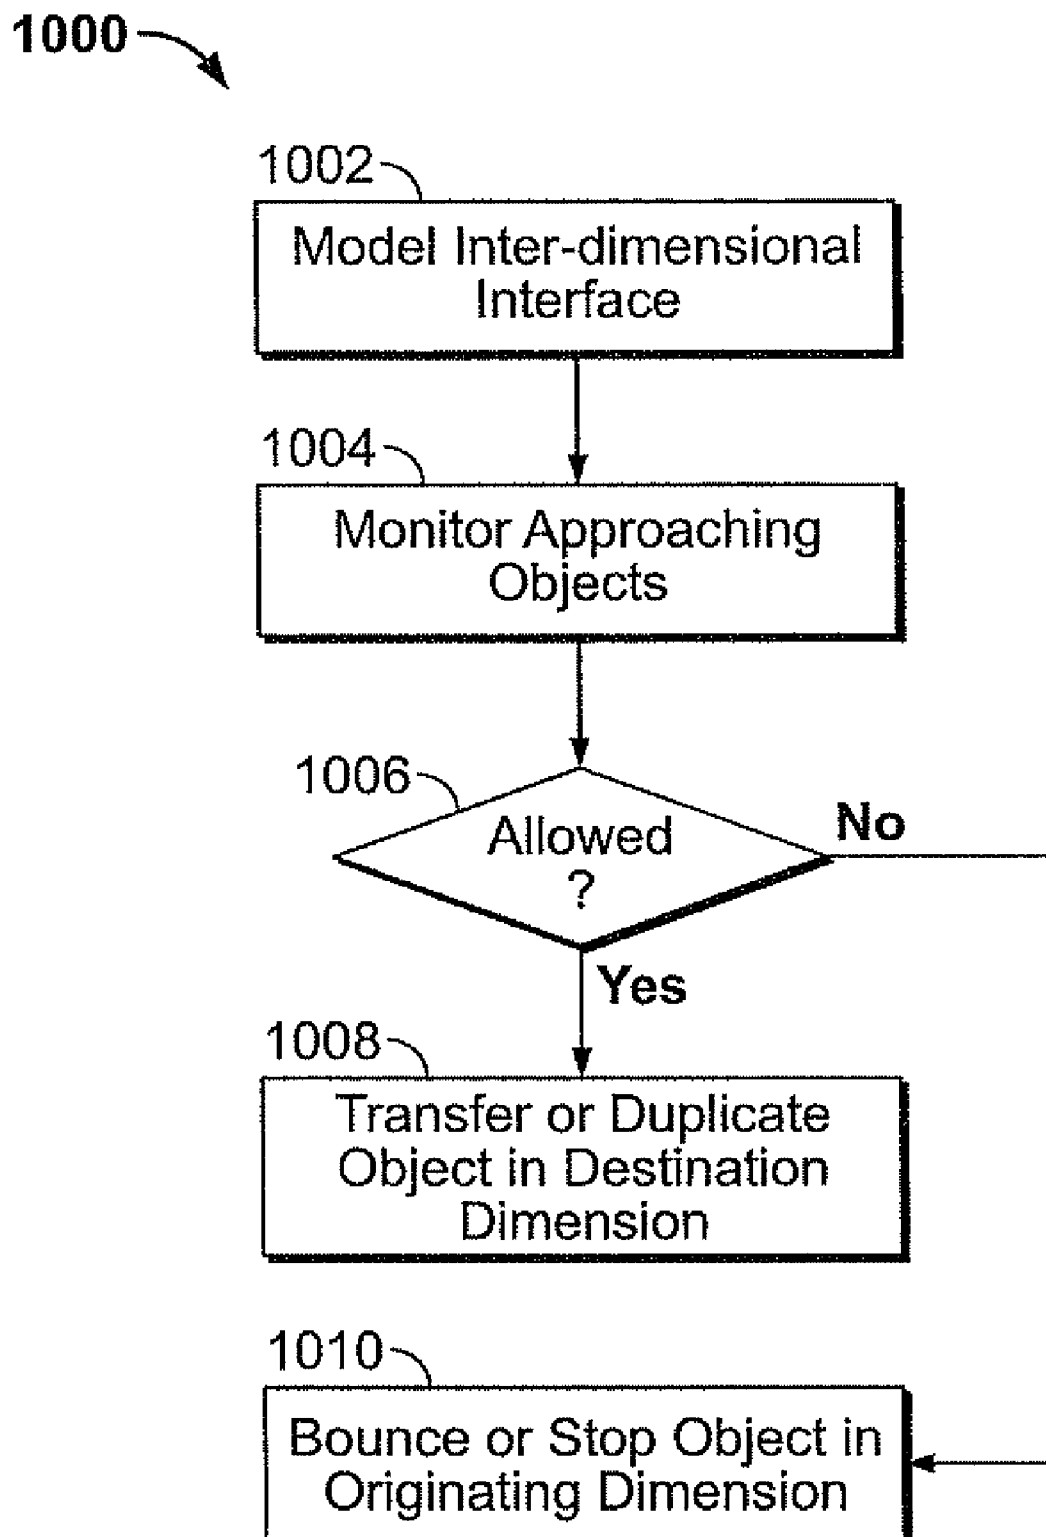 1000
1002
Model Inter-dimensional
Interface
1004
Monitor Approaching
Objects
1006
Allowed
?
No
Yes
1008
Transfer or Duplicate
Object in Destination
Dimension
1010
Bounce or Stop Object in
Originating Dimension